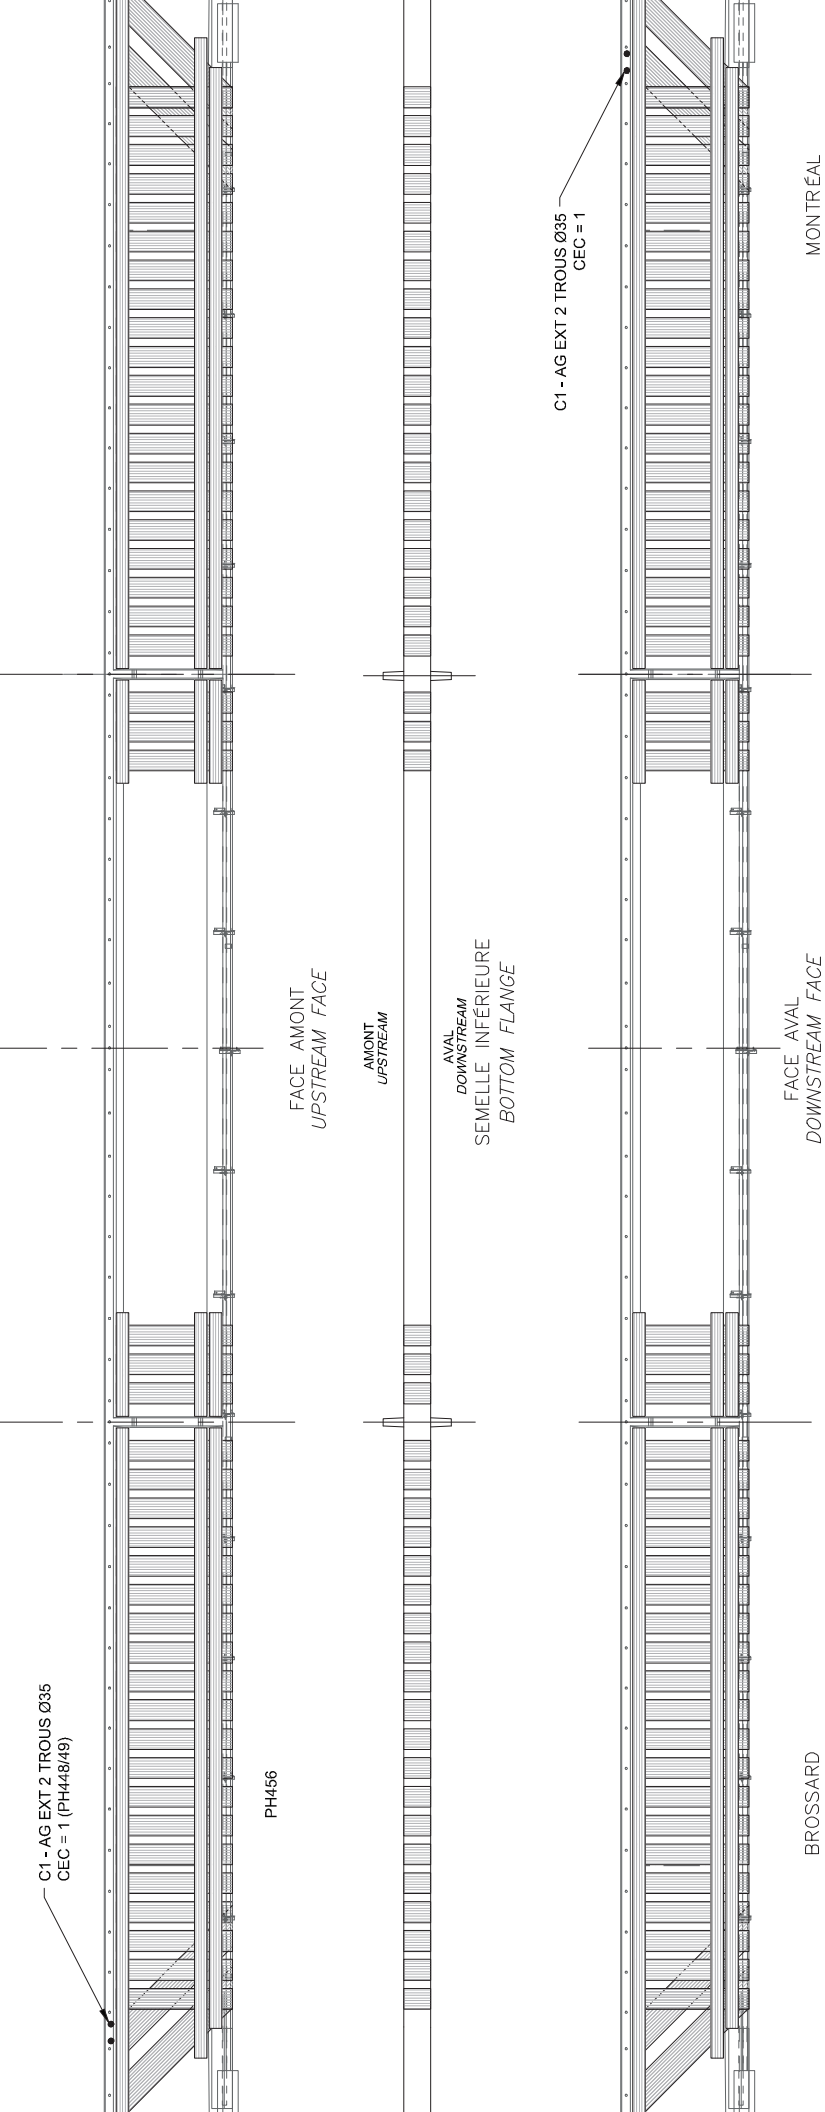 C1 - AG EXT 2 TROUS Ø35
CEC = 1 (PH448/49)
PH456
FACE AMONT
UPSTREAM FACE
AMONT
UPSTREAM
AVAL
DOWNSTREAM
SEMELLE INFÉRIEURE
BOTTOM FLANGE
C1 - AG EXT 2 TROUS Ø35
CEC = 1
FACE AVAL
DOWNSTREAM FACE
BROSSARD
MONTRÉAL